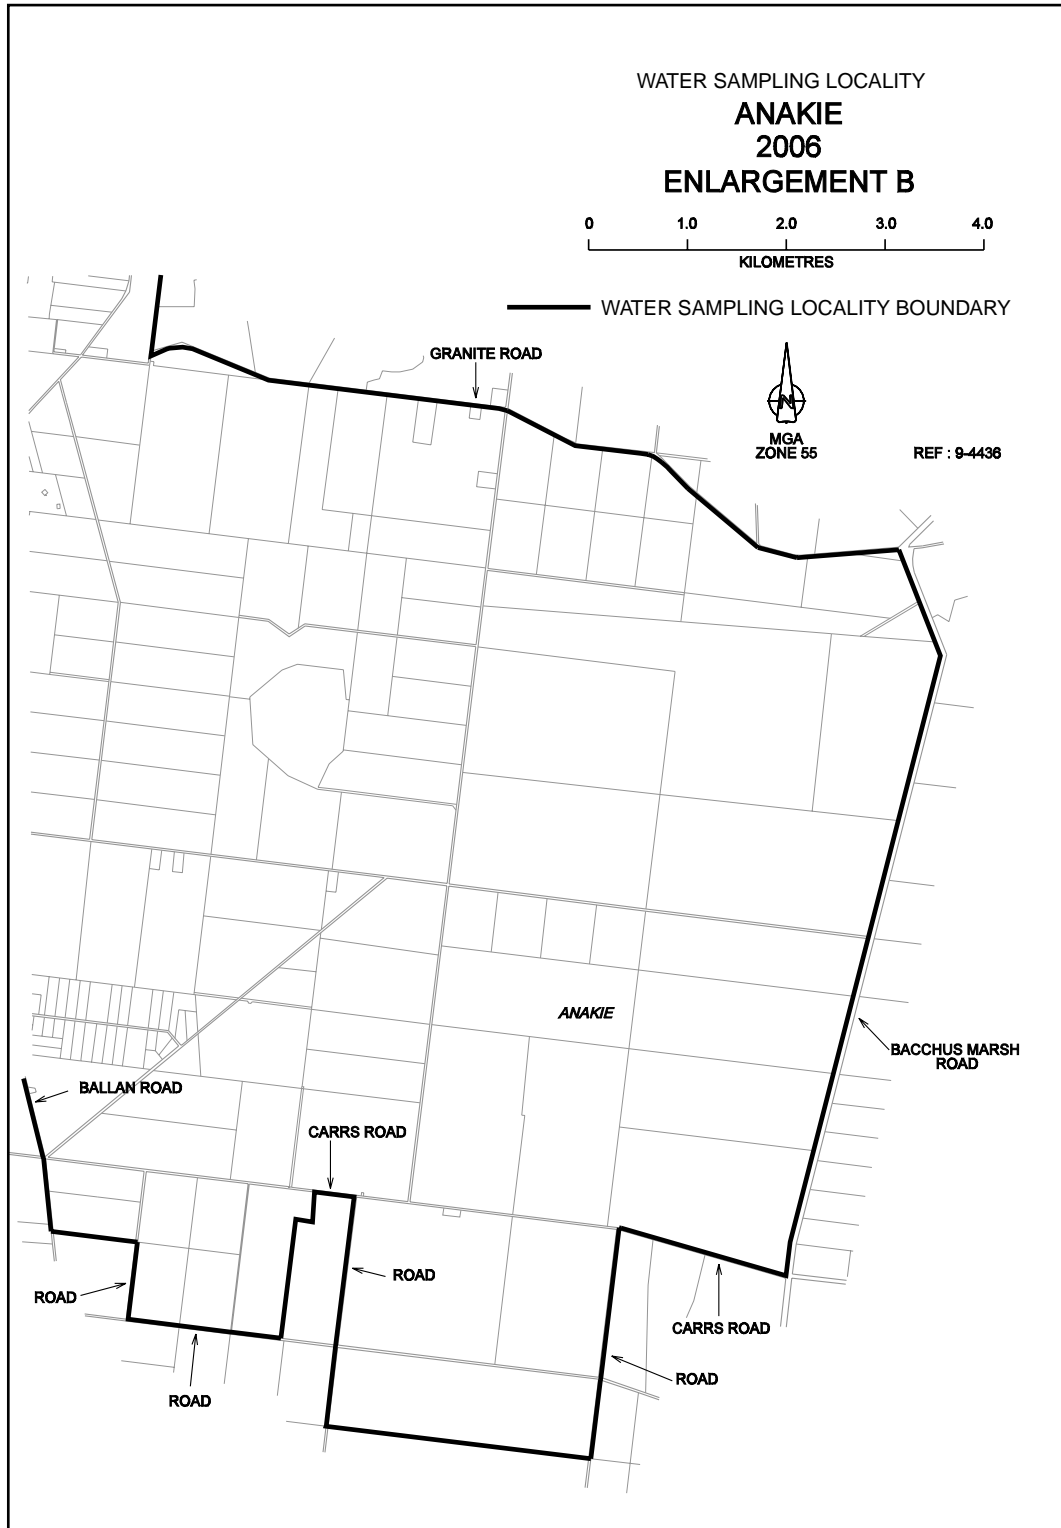 WATER SAMPLING LOCALITY
ANAKIE
2006
ENLARGEMENT B
0 1.0 2.0 3.0 4.0
KILOMETRES
WATER SAMPLING LOCALITY BOUNDARY
GRANITE ROAD
N
MGA
ZONE 55
REF : 9-4436
ANAKIE
BACCHUS MARSH
ROAD
BALLAN ROAD
CARRS ROAD
ROAD
ROAD
CARRS ROAD
ROAD
ROAD